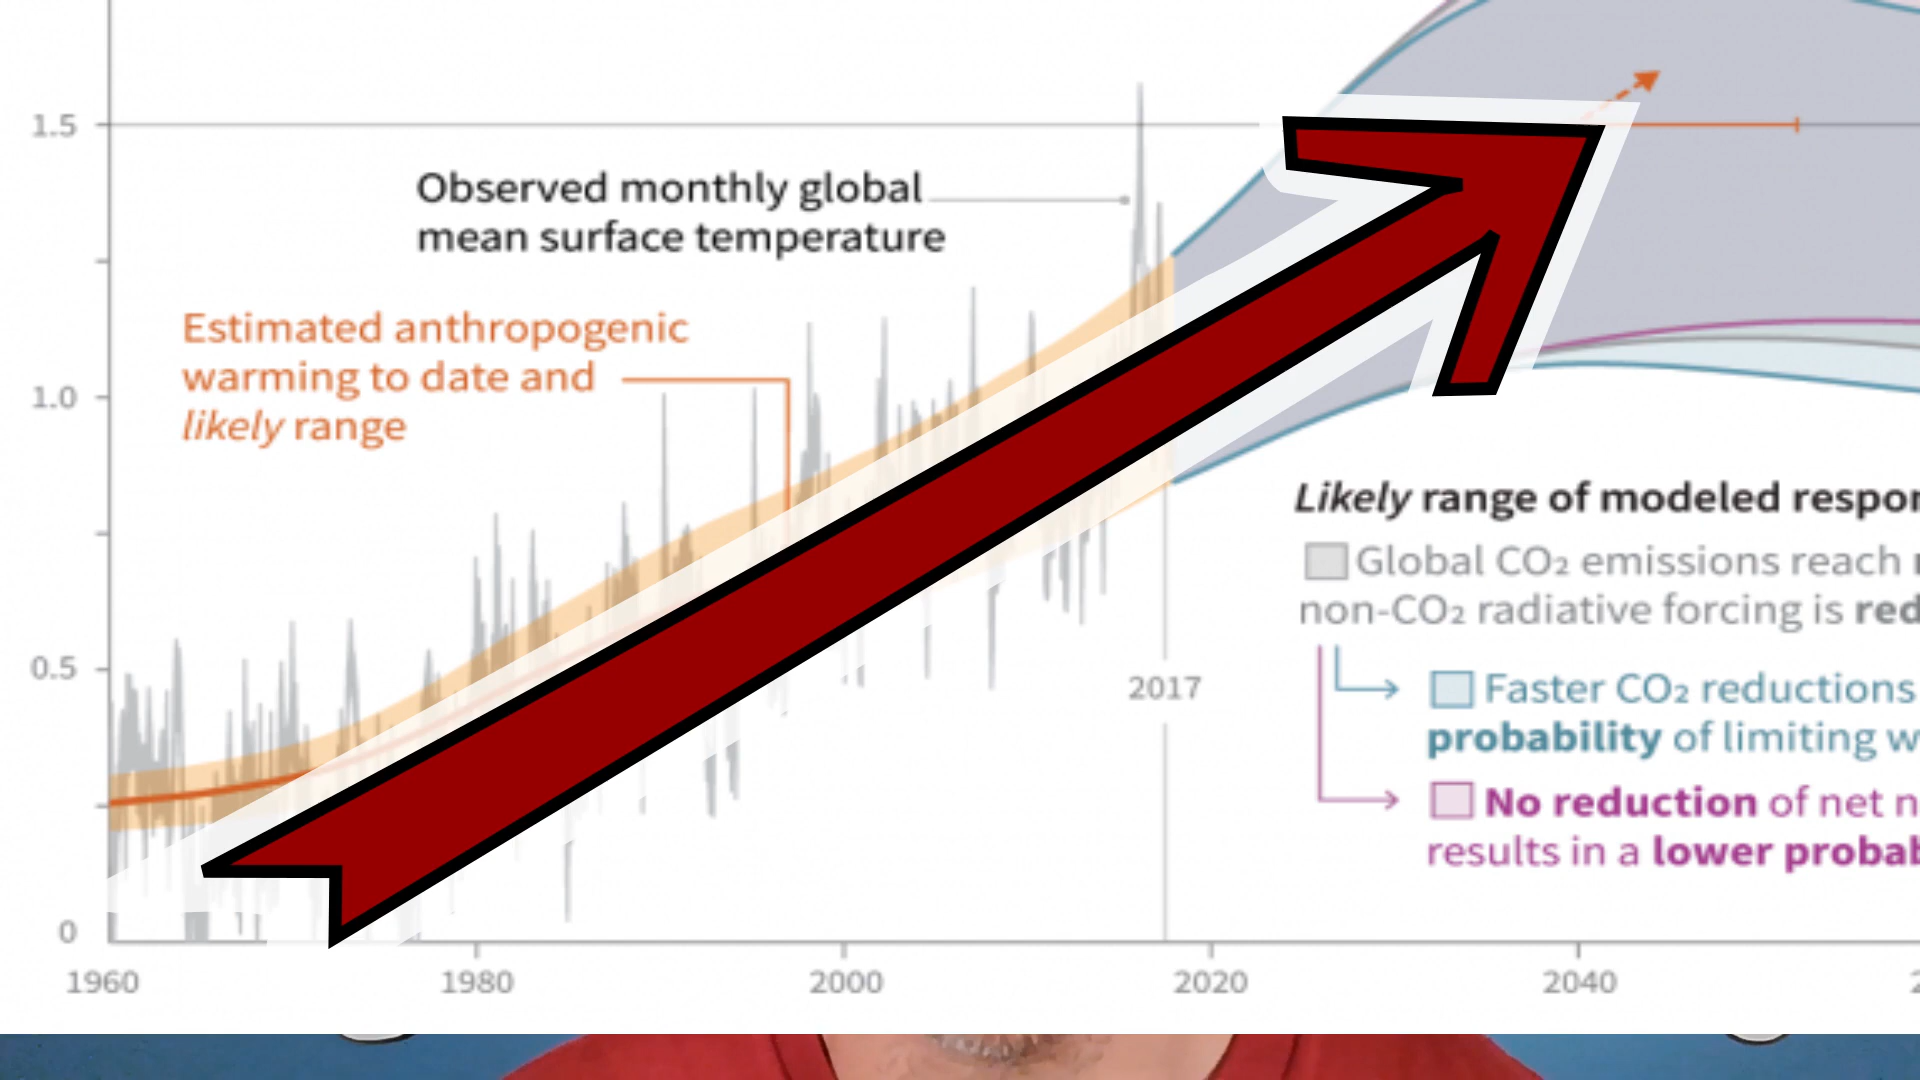 1.5
Observed monthly global
mean surface temperature
Estimated anthropogenic
warming to date and
likely range
1.0
Likely range of modeled
Global CO₂ emissions reach
non-CO₂ radiative forcing is
0.5
2017
Faster CO₂ reductions
probability of limiting
No reduction of net
results in a lower
0
1960 1980 2000 2020 2040